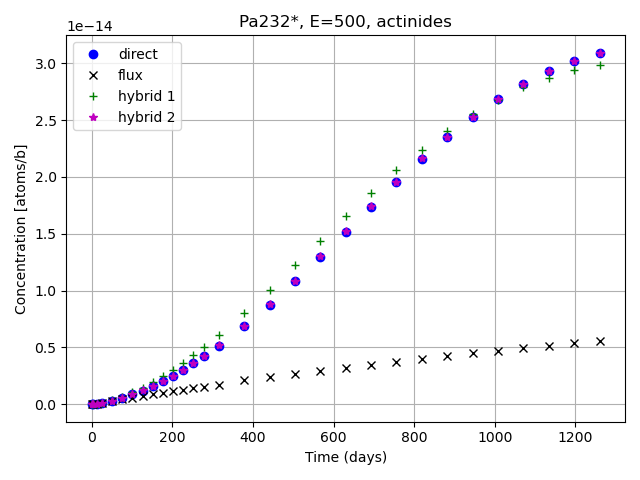 Pa232*, E=500, actinides
1e−14
direct
flux
hybrid 1
hybrid 2
3.0
2.5
2.0
1.5
1.0
0.5
0.0
Concentration [atoms/b]
0
200
400
600
800
1000
1200
Time (days)